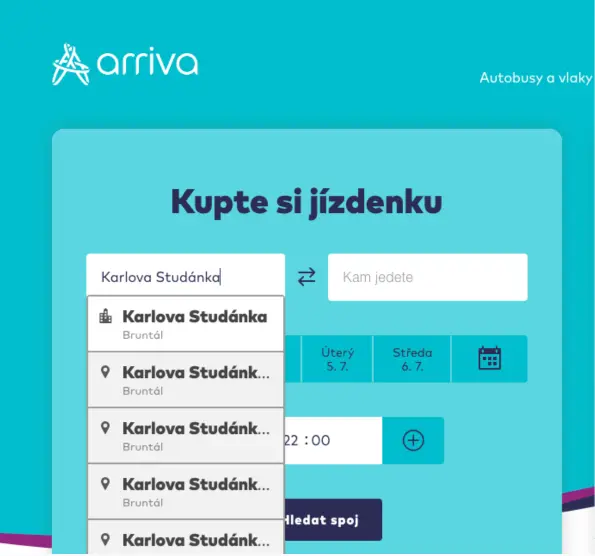 arriva
Autobusy a vlaky
Kupte si jízdenku
Karlova Studánka
Kam jedete
Karlova Studánka
Bruntál
Karlova Studánk...
Bruntál
Úterý
5. 7.
Středa
6. 7.
Karlova Studánk...
Bruntál
22 : 00
Karlova Studánk...
Bruntál
Hledat spoj
Karlova Studánk...